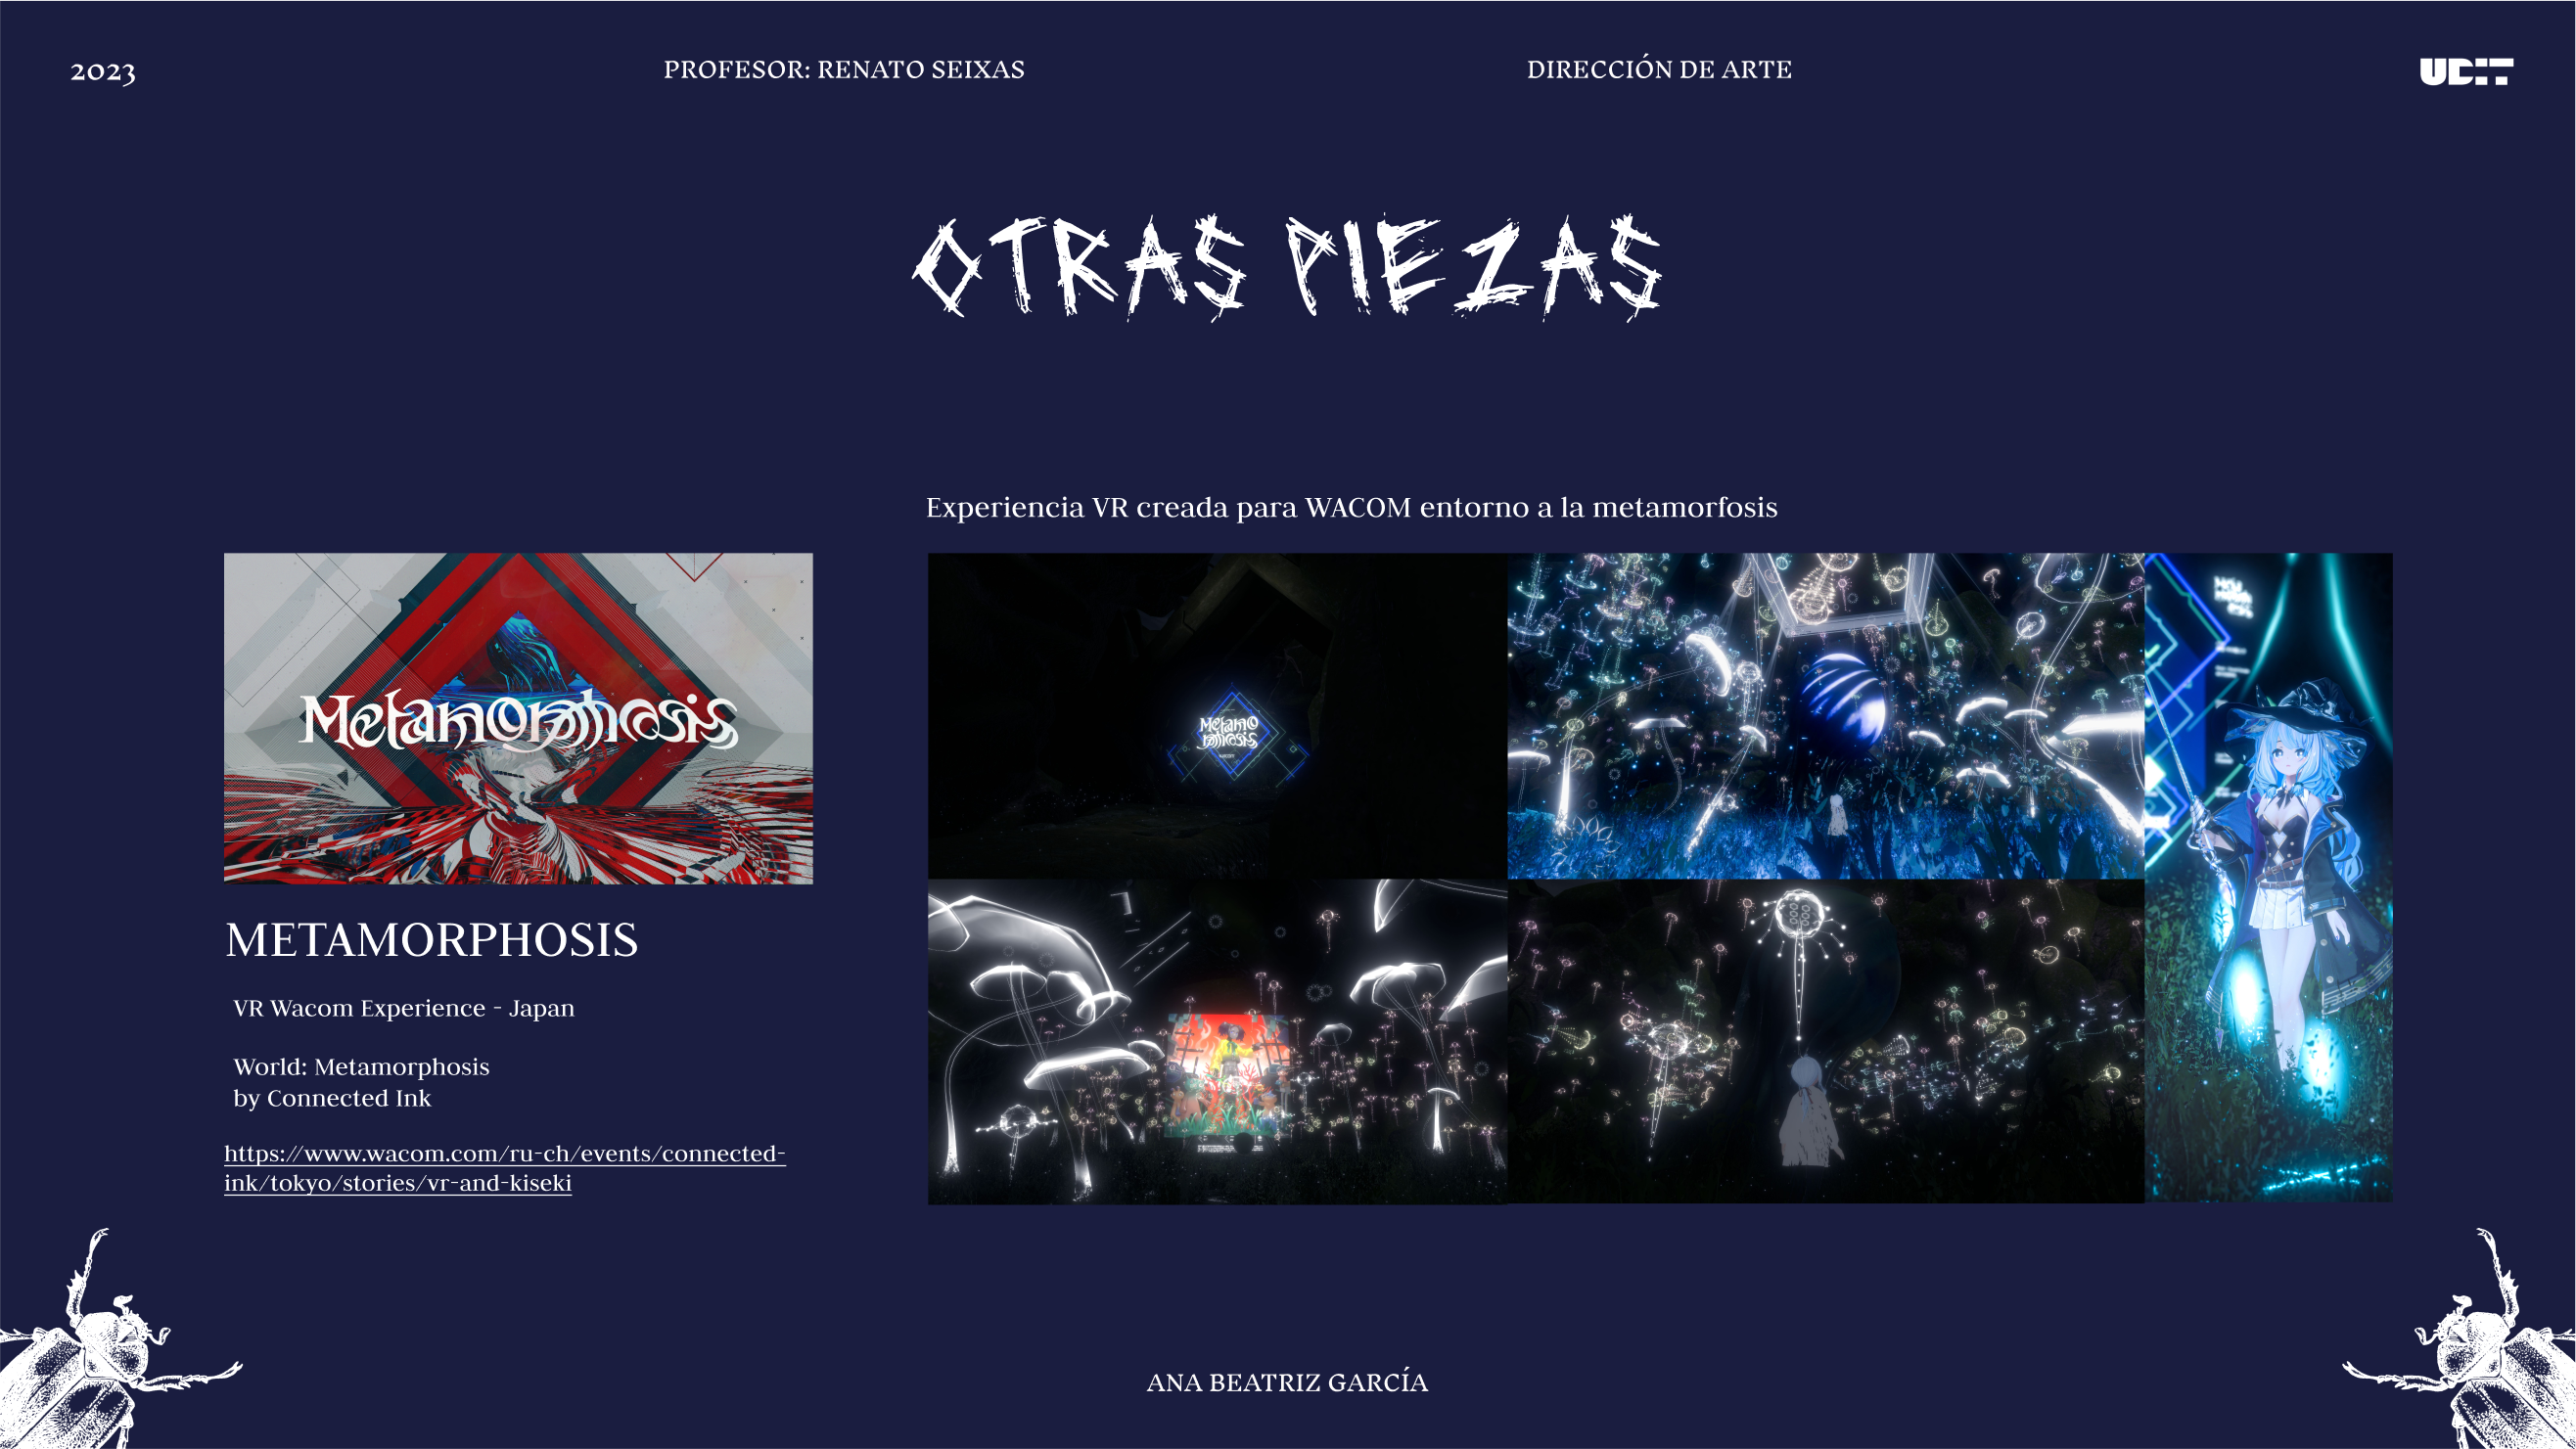 2023
PROFESOR: RENATO SEIXAS
DIRECCIÓN DE ARTE
UDIT
OTRAS PIEZAS
Experiencia VR creada para WACOM entorno a la metamorfosis
Metamorphosis
Metamo
rphosis
METAMORPHOSIS
VR Wacom Experience - Japan
World: Metamorphosis
by Connected Ink
https://www.wacom.com/ru-ch/events/connected-
ink/tokyo/stories/vr-and-kiseki
ANA BEATRIZ GARCÍA